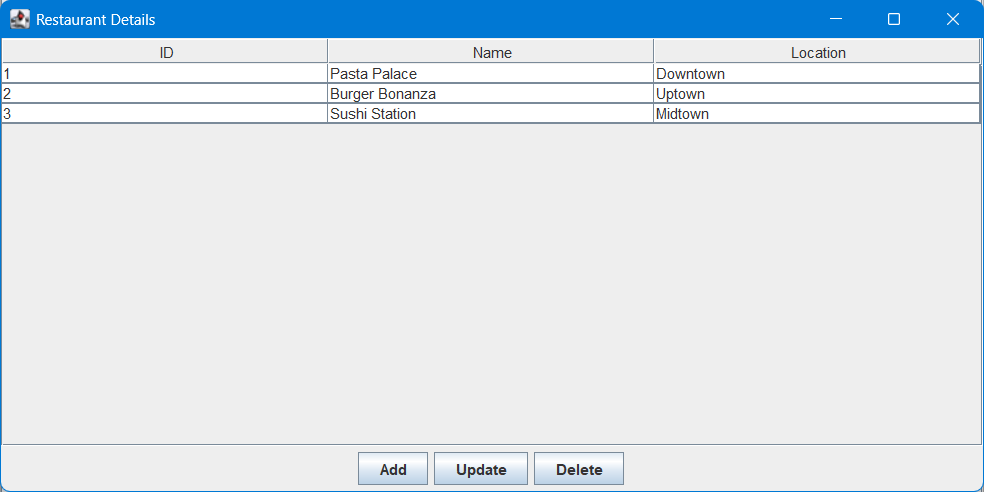 Restaurant Details
ID Name Location
1 Pasta Palace Downtown
2 Burger Bonanza Uptown
3 Sushi Station Midtown
Add Update Delete